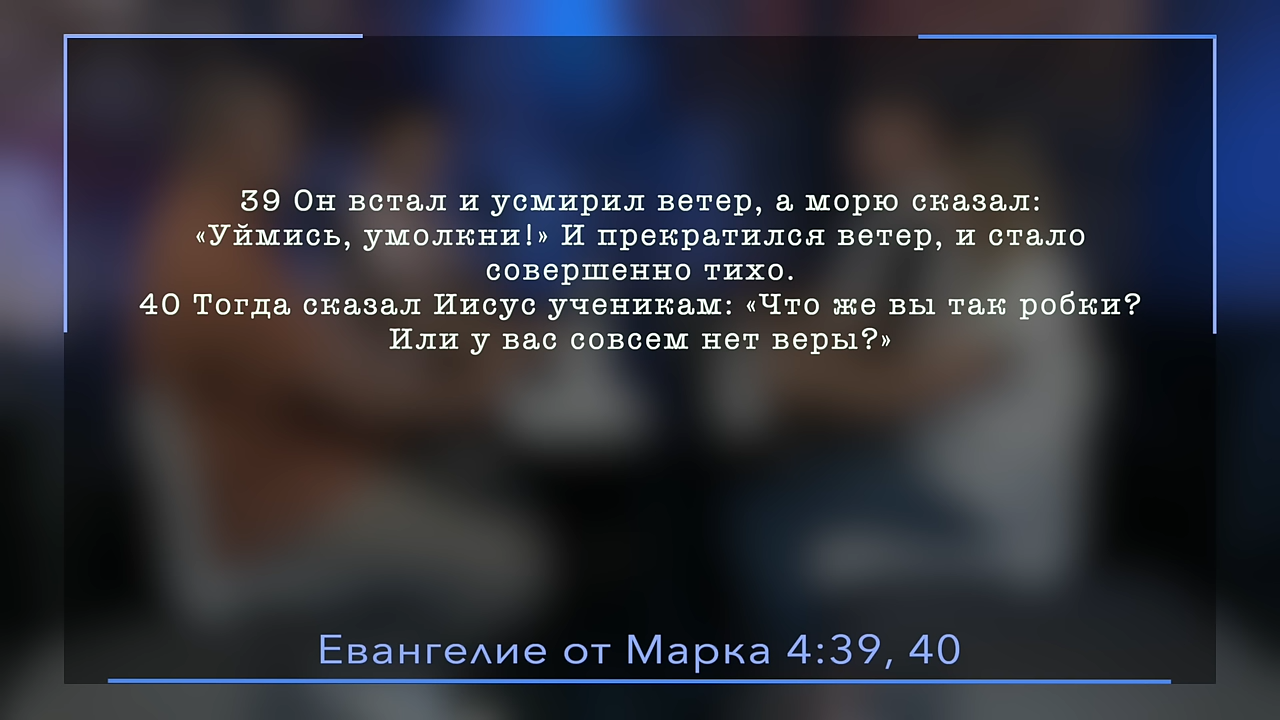 39 Он встал и усмирил ветер, а морю сказал:
«Уймись, умолкни!» И прекратился ветер, и стало
совершенно тихо.
40 Тогда сказал Иисус ученикам: «Что же вы так робки?
Или у вас совсем нет веры?»
Евангелие от Марка 4:39, 40